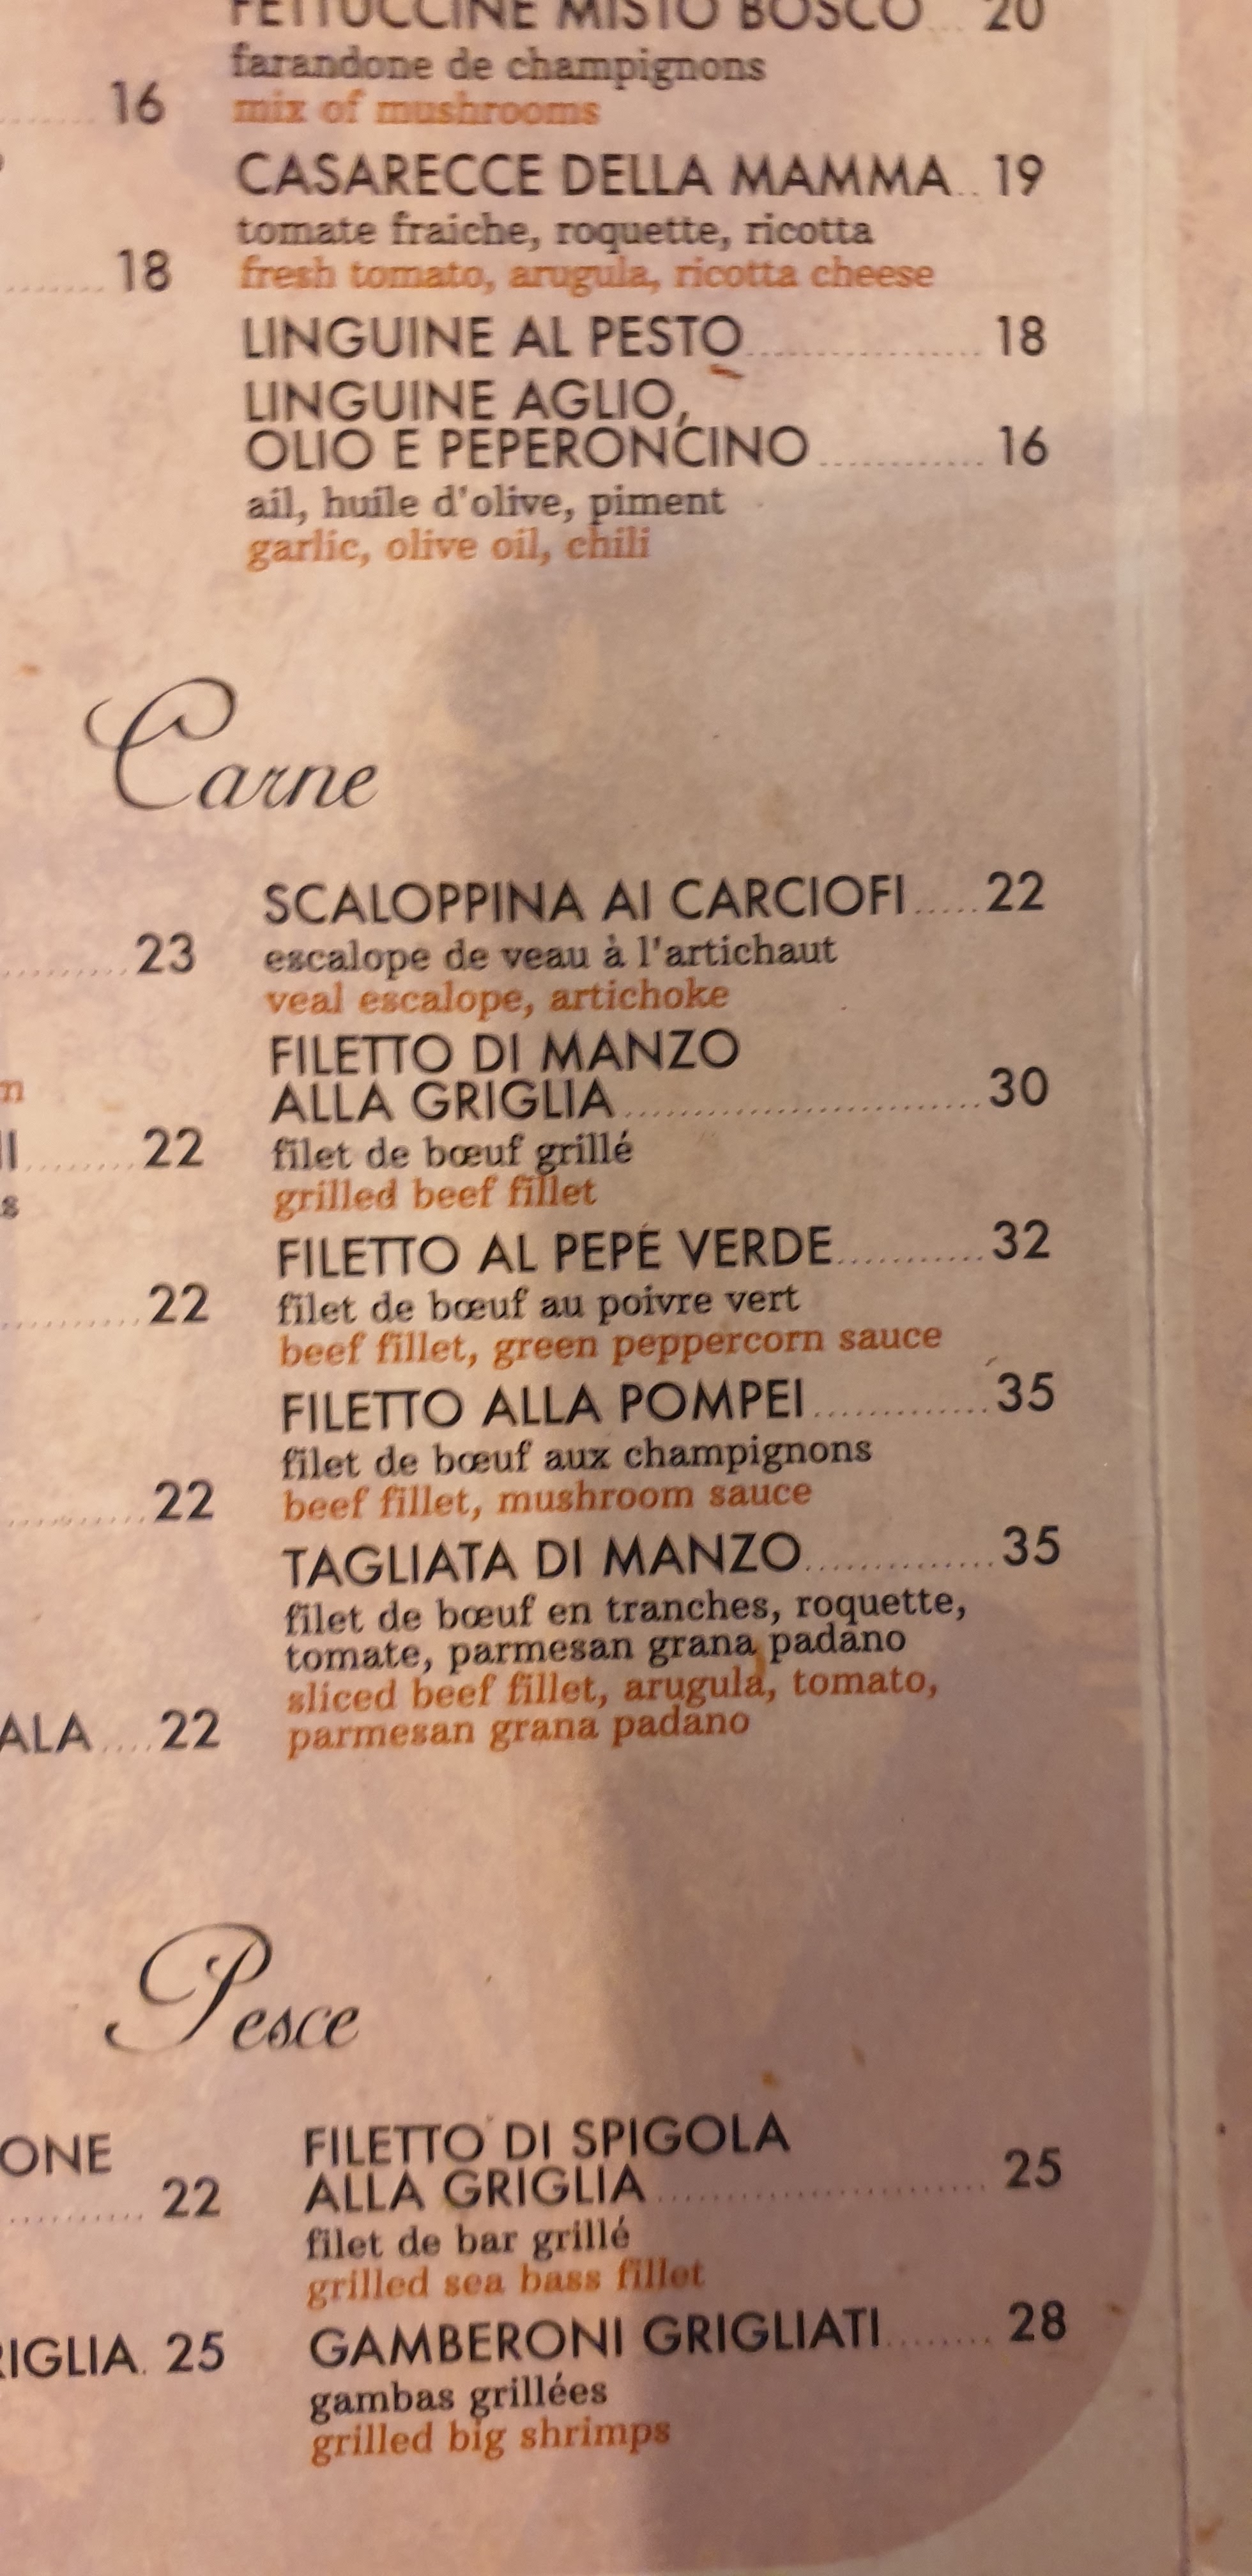 FETTUCCINE MISTO BOSCO... 20
farandone de champignons
mix of mushrooms
........ 16
CASARECCE DELLA MAMMA.. 19
tomate fraiche, roquette, ricotta
fresh tomato, arugula, ricotta cheese
....... 18
LINGUINE AL PESTO................. 18
LINGUINE AGLIO,
OLIO E PEPERONCINO............ 16
ail, huile d'olive, piment
garlic, olive oil, chili
Carne
......... 23
SCALOPPINA AI CARCIOFI.....22
escalope de veau à l'artichaut
veal escalope, artichoke
FILETTO DI MANZO
ALLA GRIGLIA..........................30
filet de bœuf grillé
grilled beef fillet
........ 22
FILETTO AL PEPE VERDE...........32
filet de bœuf au poivre vert
beef fillet, green peppercorn sauce
.......... 22
FILETTO ALLA POMPEI.............35
filet de bœuf aux champignons
beef fillet, mushroom sauce
.......... 22
TAGLIATA DI MANZO..............35
filet de bœuf en tranches, roquette,
tomate, parmesan grana padano
sliced beef fillet, arugula, tomato,
parmesan grana padano
ALA.... 22
Pesce
ONE
.......... 22
FILETTO DI SPIGOLA
ALLA GRIGLIA........................ 25
filet de bar grillé
grilled sea bass fillet
RIGLIA. 25
GAMBERONI GRIGLIATI........ 28
gambas grillées
grilled big shrimps